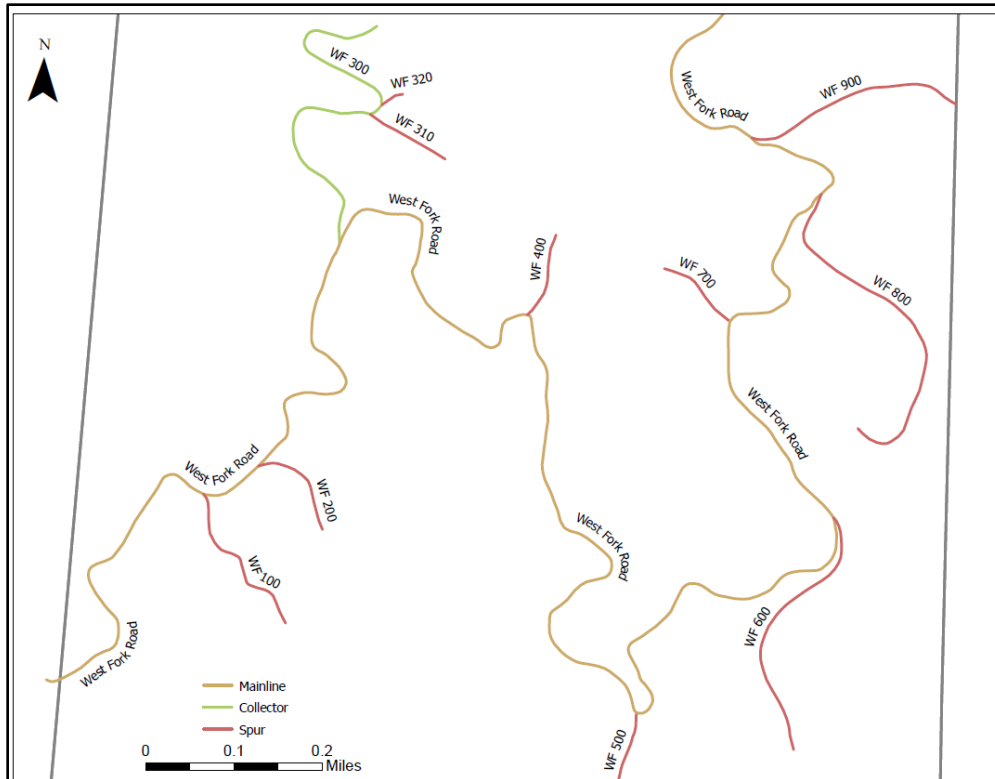 N
WF 300
WF 320
WF 310
West Fork Road
WF 900
West Fork Road
WF 400
WF 700
WF 800
West Fork Road
West Fork Road
WF 200
WF 100
West Fork Road
WF 600
West Fork Road
WF 500
Mainline
Collector
Spur
0 0.1 0.2
Miles